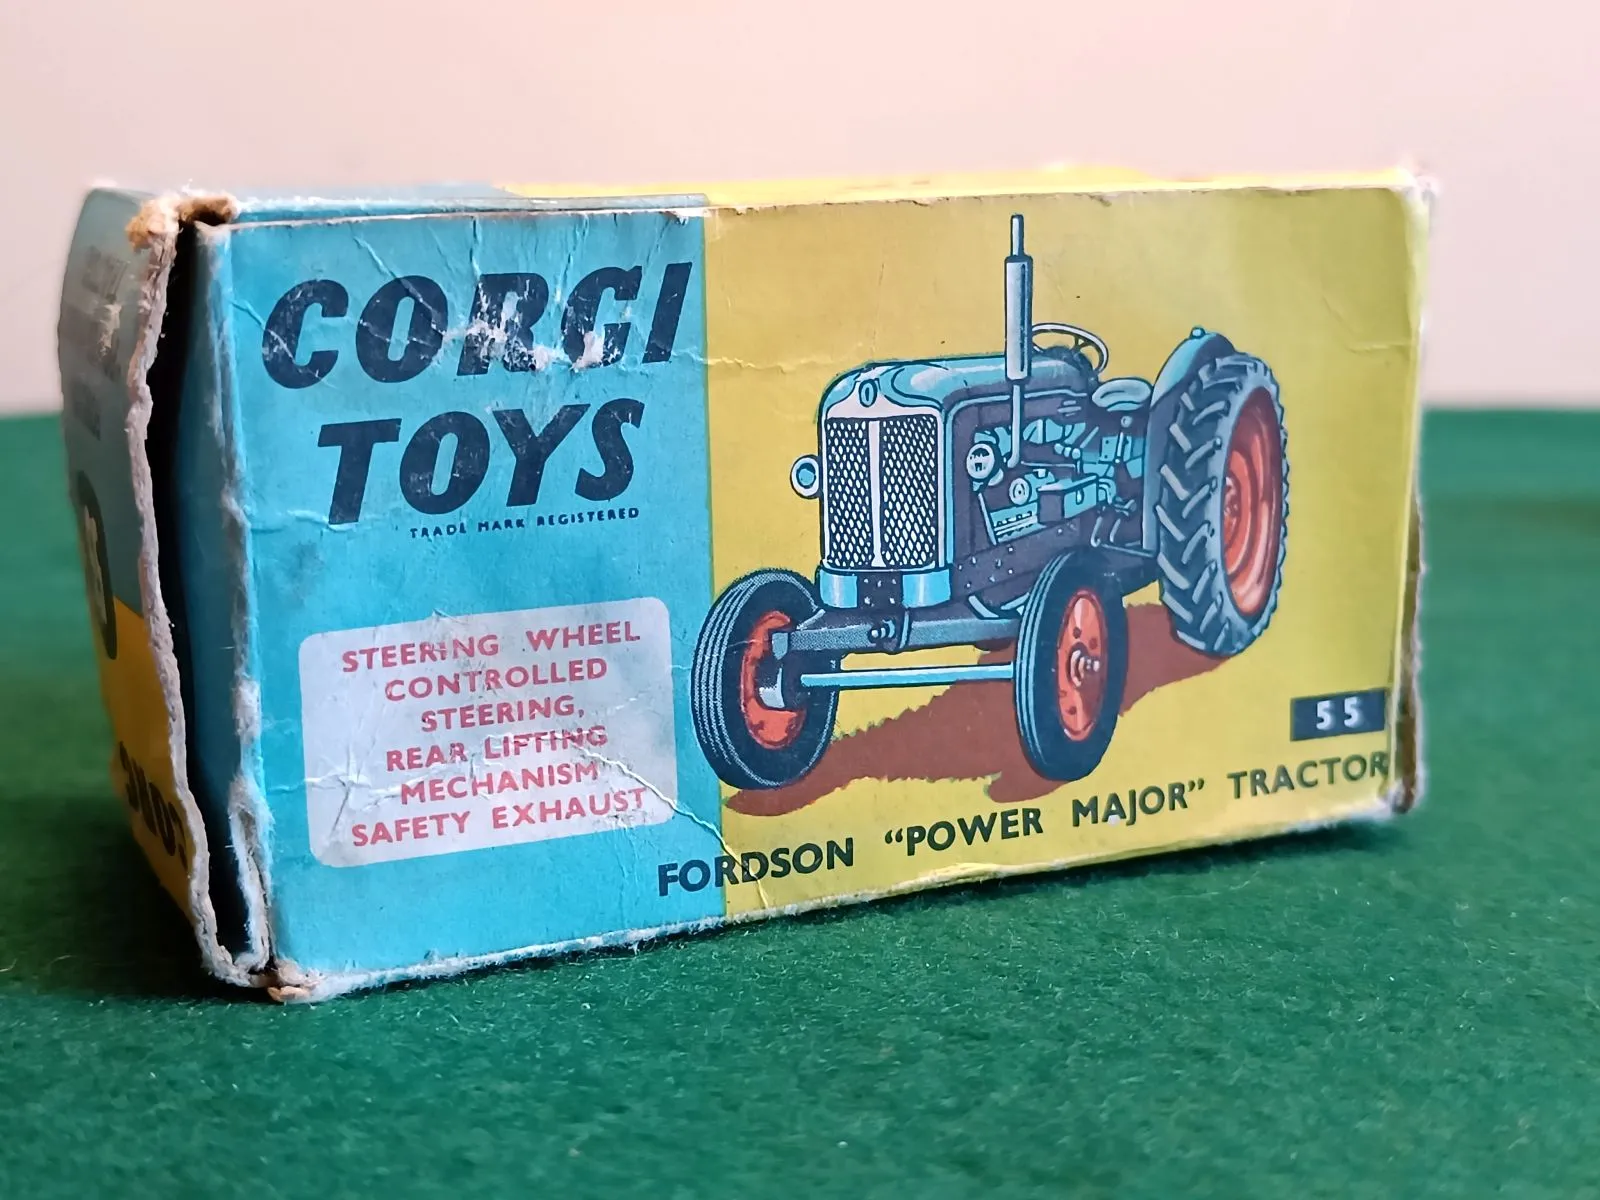 CORGI
TOYS
TRADE MARK REGISTERED
STEERING WHEEL
CONTROLLED
STEERING,
REAR LIFTING
MECHANISM
SAFETY EXHAUST
55
FORDSON “POWER MAJOR” TRACTOR